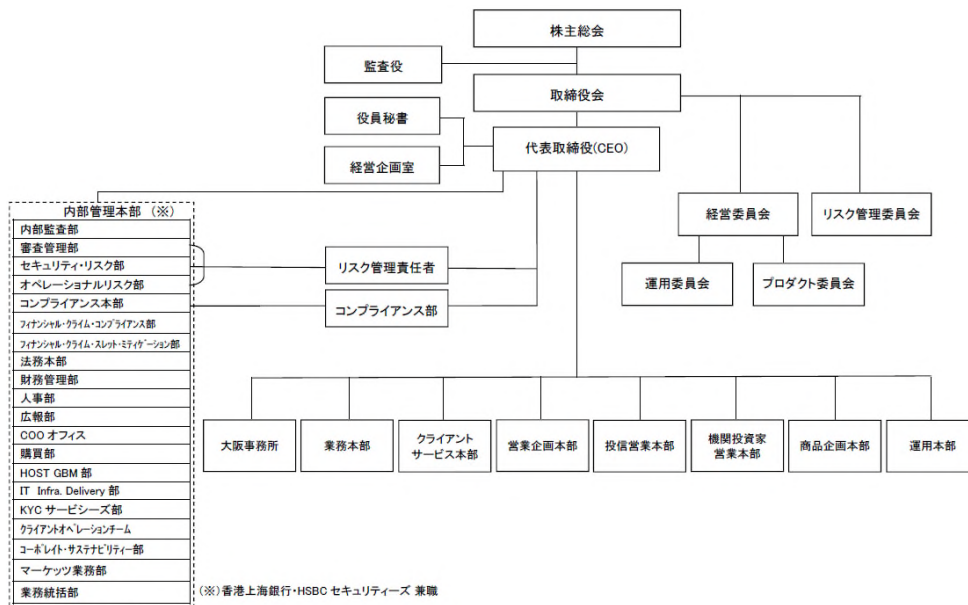 株主総会
監査役
取締役会
役員秘書
代表取締役(CEO)
経営企画室
内部管理本部 (※)
内部監査部
審査管理部
セキュリティ・リスク部
オペレーショナルリスク部
コンプライアンス本部
フィナンシャル・クライム・コンプライアンス部
フィナンシャル・クライム・スレット・ミティゲーション部
法務本部
財務管理部
人事部
広報部
COO オフィス
購買部
HOST GBM 部
IT Infra. Delivery 部
KYC サービシーズ部
クライアントオペレーションチーム
コーポレイト・サステナビリティー部
マーケッツ業務部
業務統括部
経営委員会
リスク管理委員会
リスク管理責任者
運用委員会
プロダクト委員会
コンプライアンス部
大阪事務所
業務本部
クライアント
サービス本部
営業企画本部
投信営業本部
機関投資家
営業本部
商品企画本部
運用本部
(※)香港上海銀行・HSBC セキュリティーズ 兼職